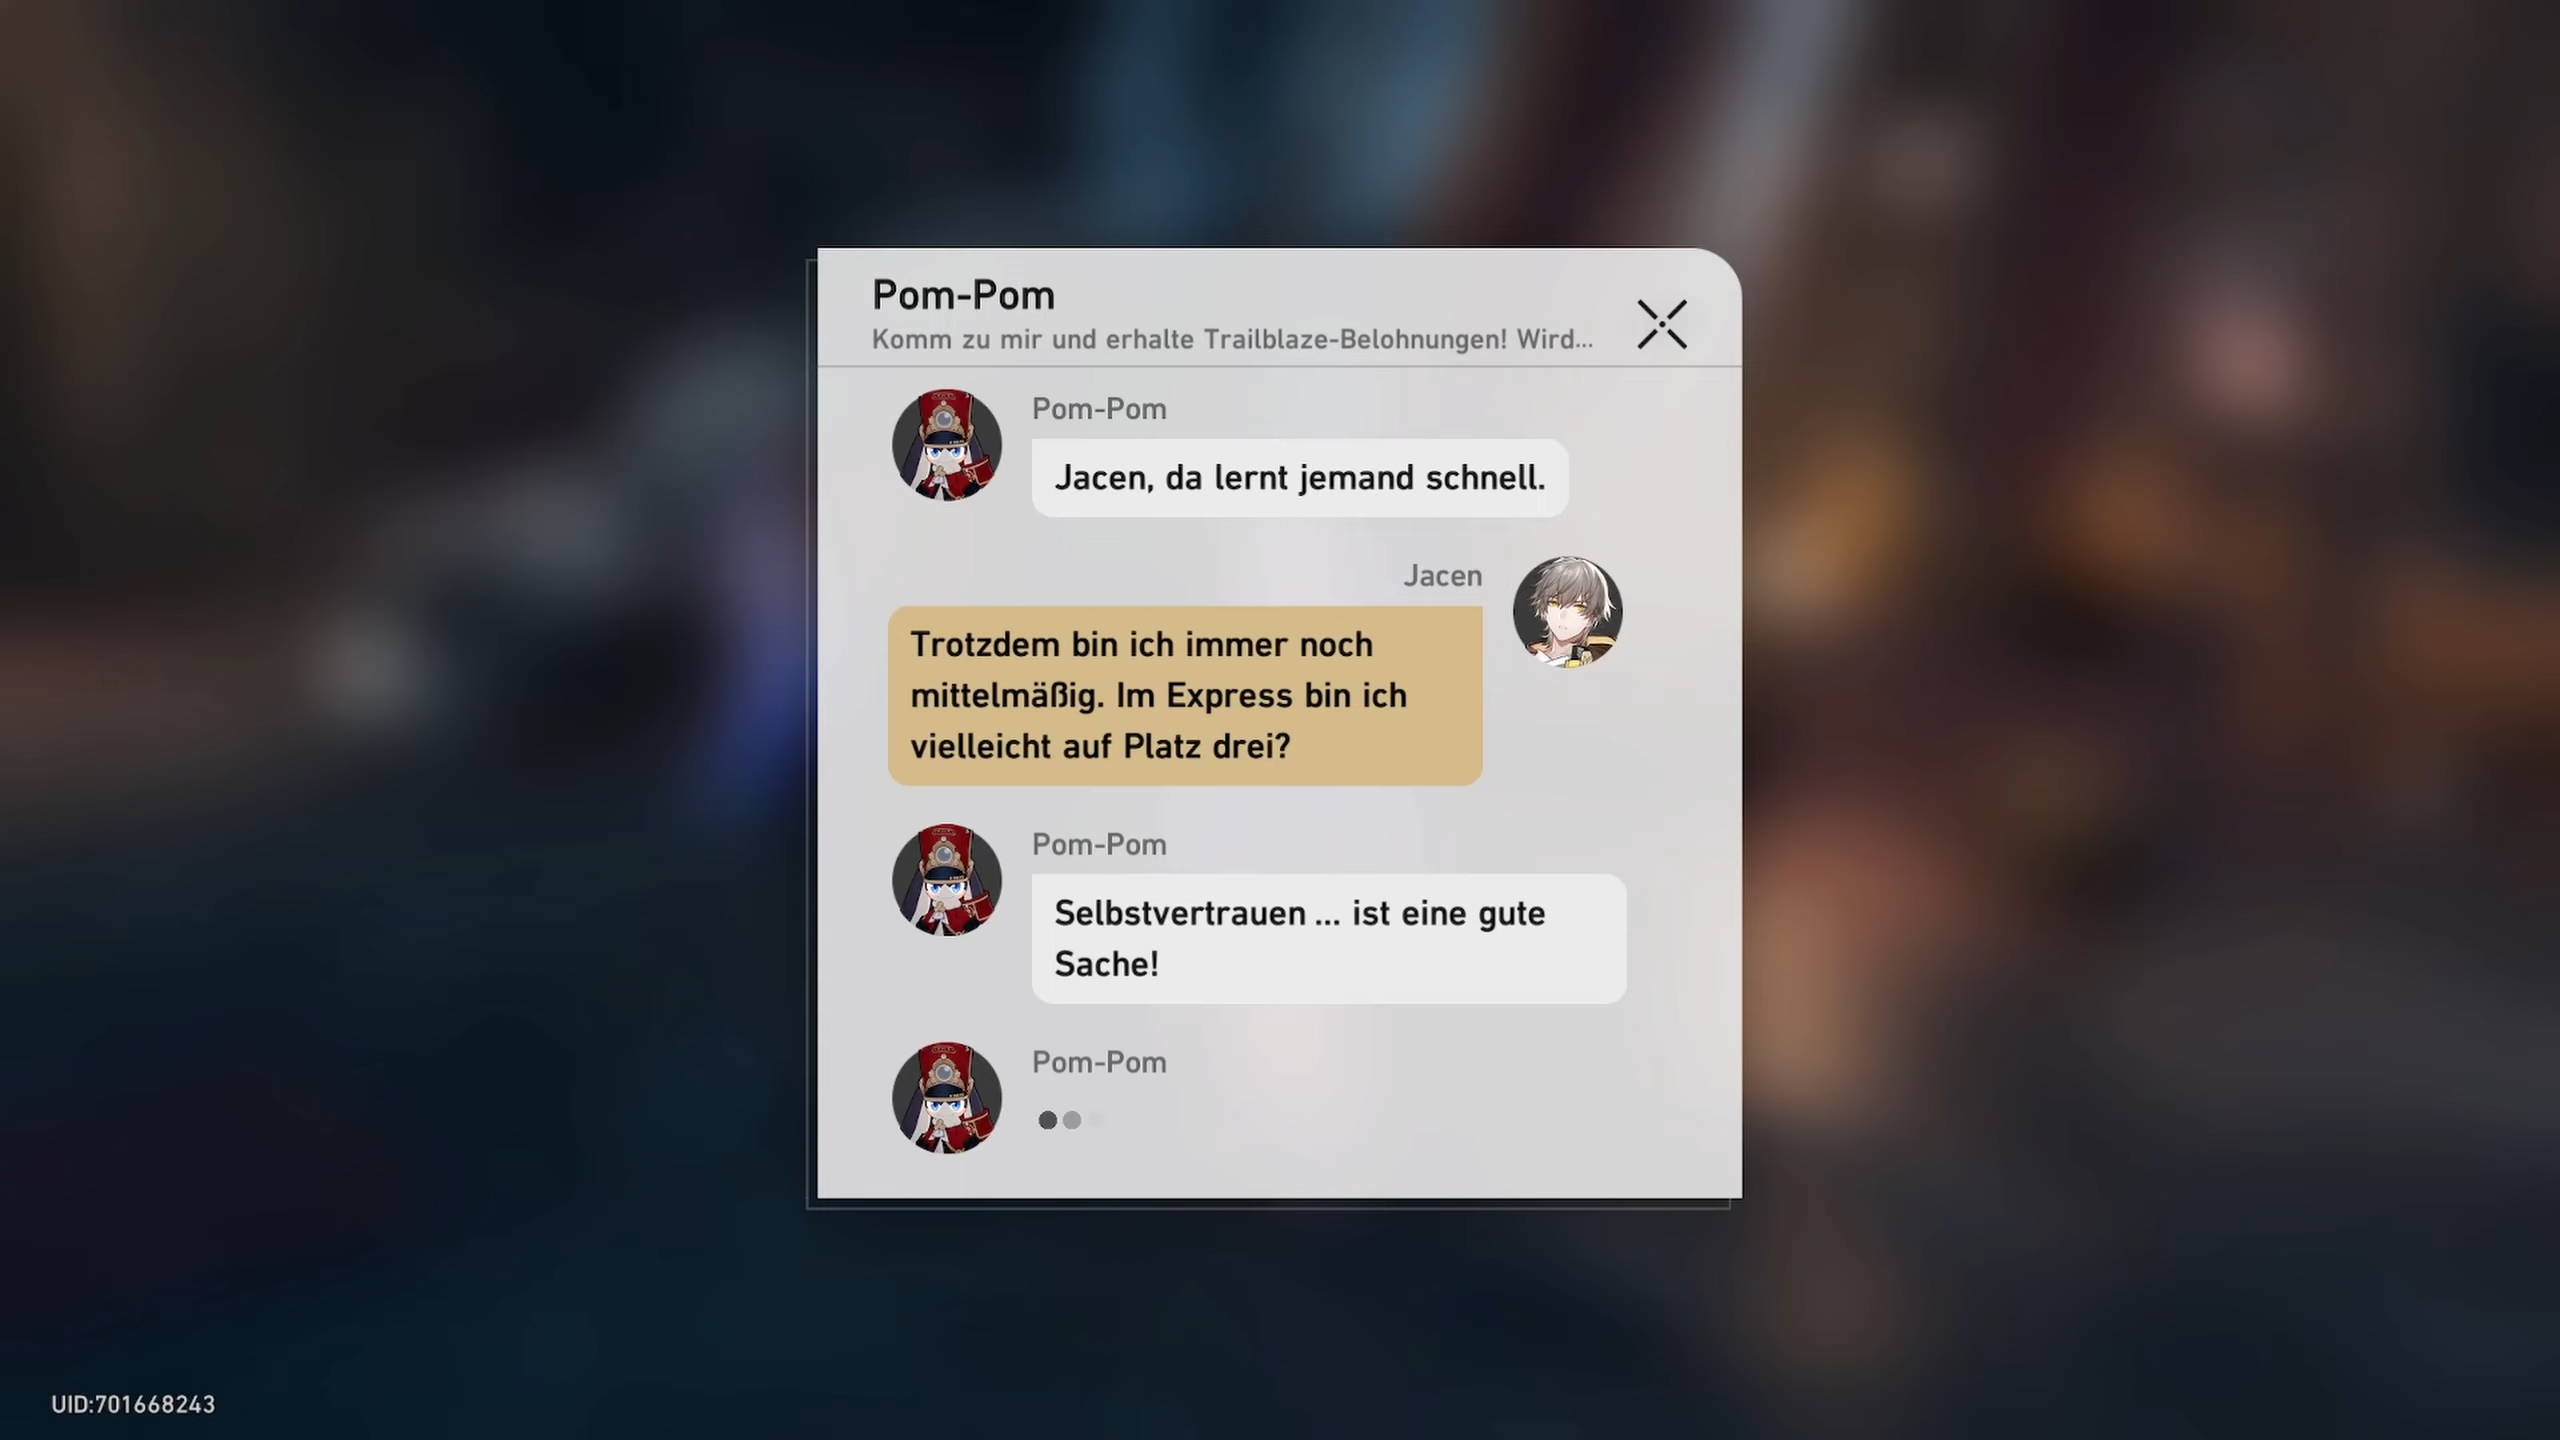 Pom-Pom
Komm zu mir und erhalte Trailblaze-Belohnungen! Wird...
Pom-Pom
Jacen, da lernt jemand schnell.
Jacen
Trotzdem bin ich immer noch
mittelmäßig. Im Express bin ich
vielleicht auf Platz drei?
Pom-Pom
Selbstvertrauen ... ist eine gute
Sache!
Pom-Pom
UID:701668243